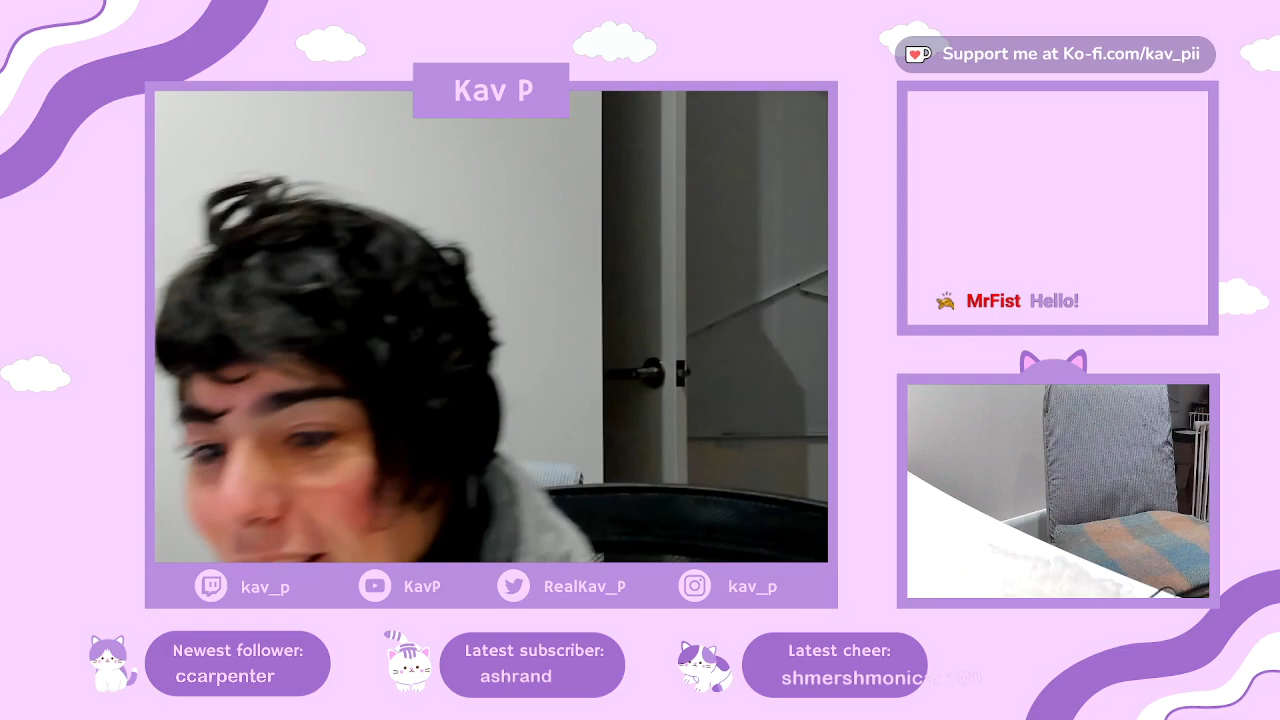 Support me at Ko-fi.com/kav_pii
Kav P
MrFist Hello!
kav_p
KavP
RealKav_P
kav_p
Newest follower:
ccarpenter
Latest subscriber:
ashrand
Latest cheer:
shmershmonica: